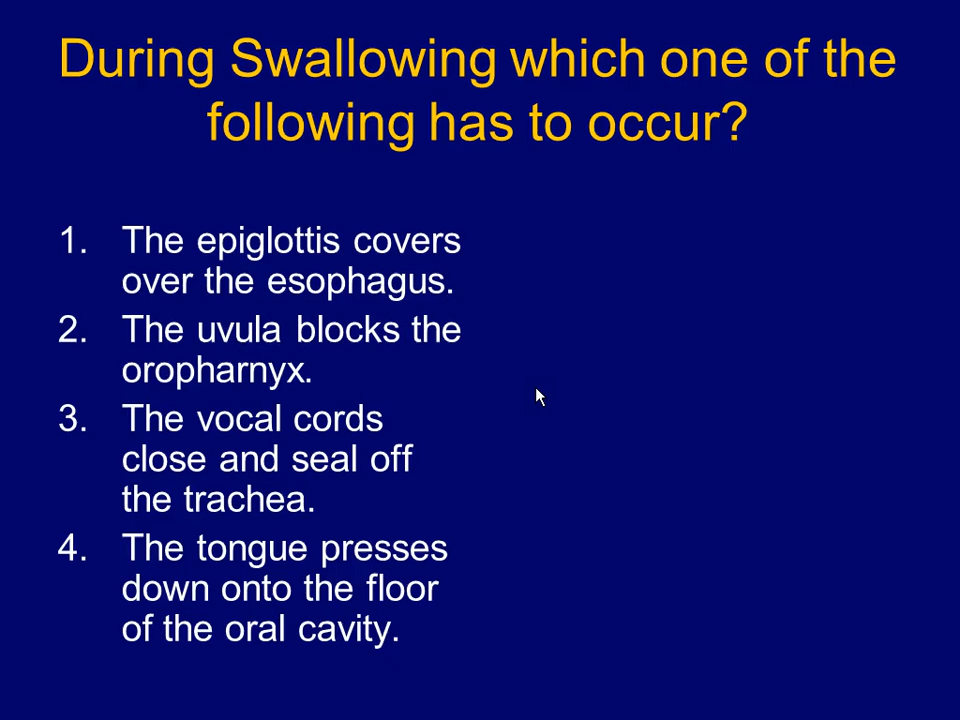 During Swallowing which one of the
following has to occur?
1. The epiglottis covers
over the esophagus.
2. The uvula blocks the
oropharnyx.
3. The vocal cords
close and seal off
the trachea.
4. The tongue presses
down onto the floor
of the oral cavity.